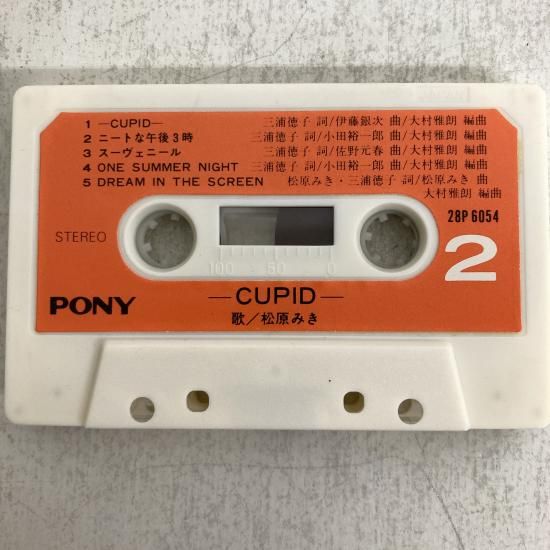 1 —CUPID— 三浦徳子 詞/伊藤銀次 曲/大村雅朗 編曲
2 ニートな午後3時 三浦徳子 詞/小田裕一郎 曲/大村雅朗 編曲
3 スーヴェニール 三浦徳子 詞/佐野元春 曲/大村雅朗 編曲
4 ONE SUMMER NIGHT 三浦徳子 詞/小田裕一郎 曲/大村雅朗 編曲
5 DREAM IN THE SCREEN 松原みき・三浦徳子 詞/松原みき 曲
大村雅朗 編曲
28P6054
STEREO
2
100 50 0
PONY
—CUPID—
歌/松原みき